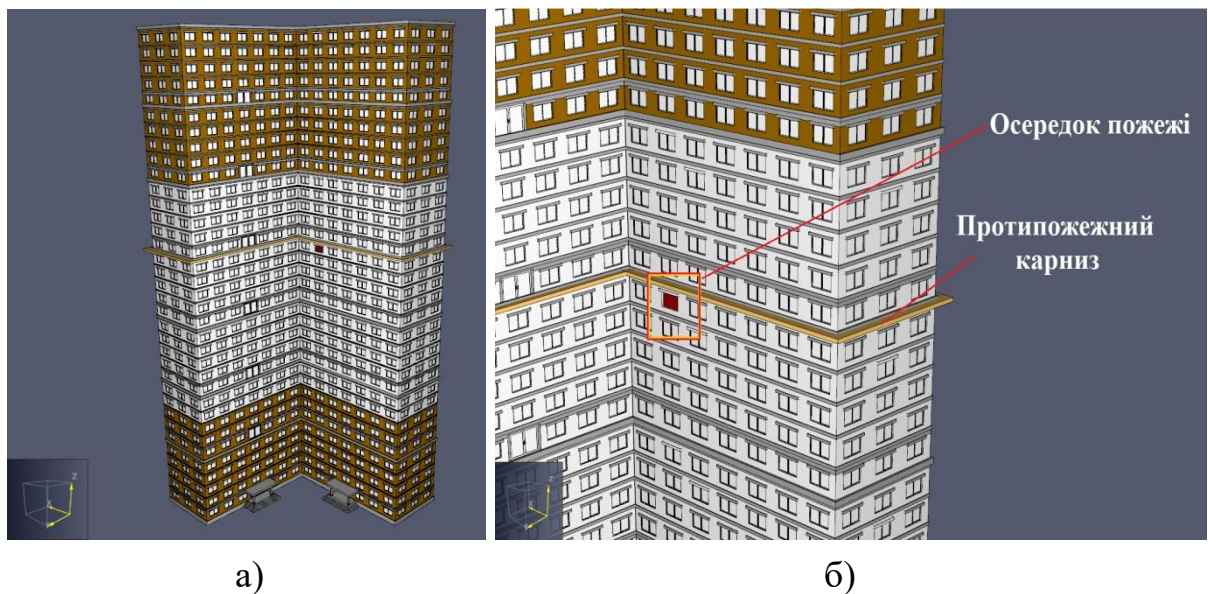 Осередок пожежі
Протипожежний
карниз
а)
б)